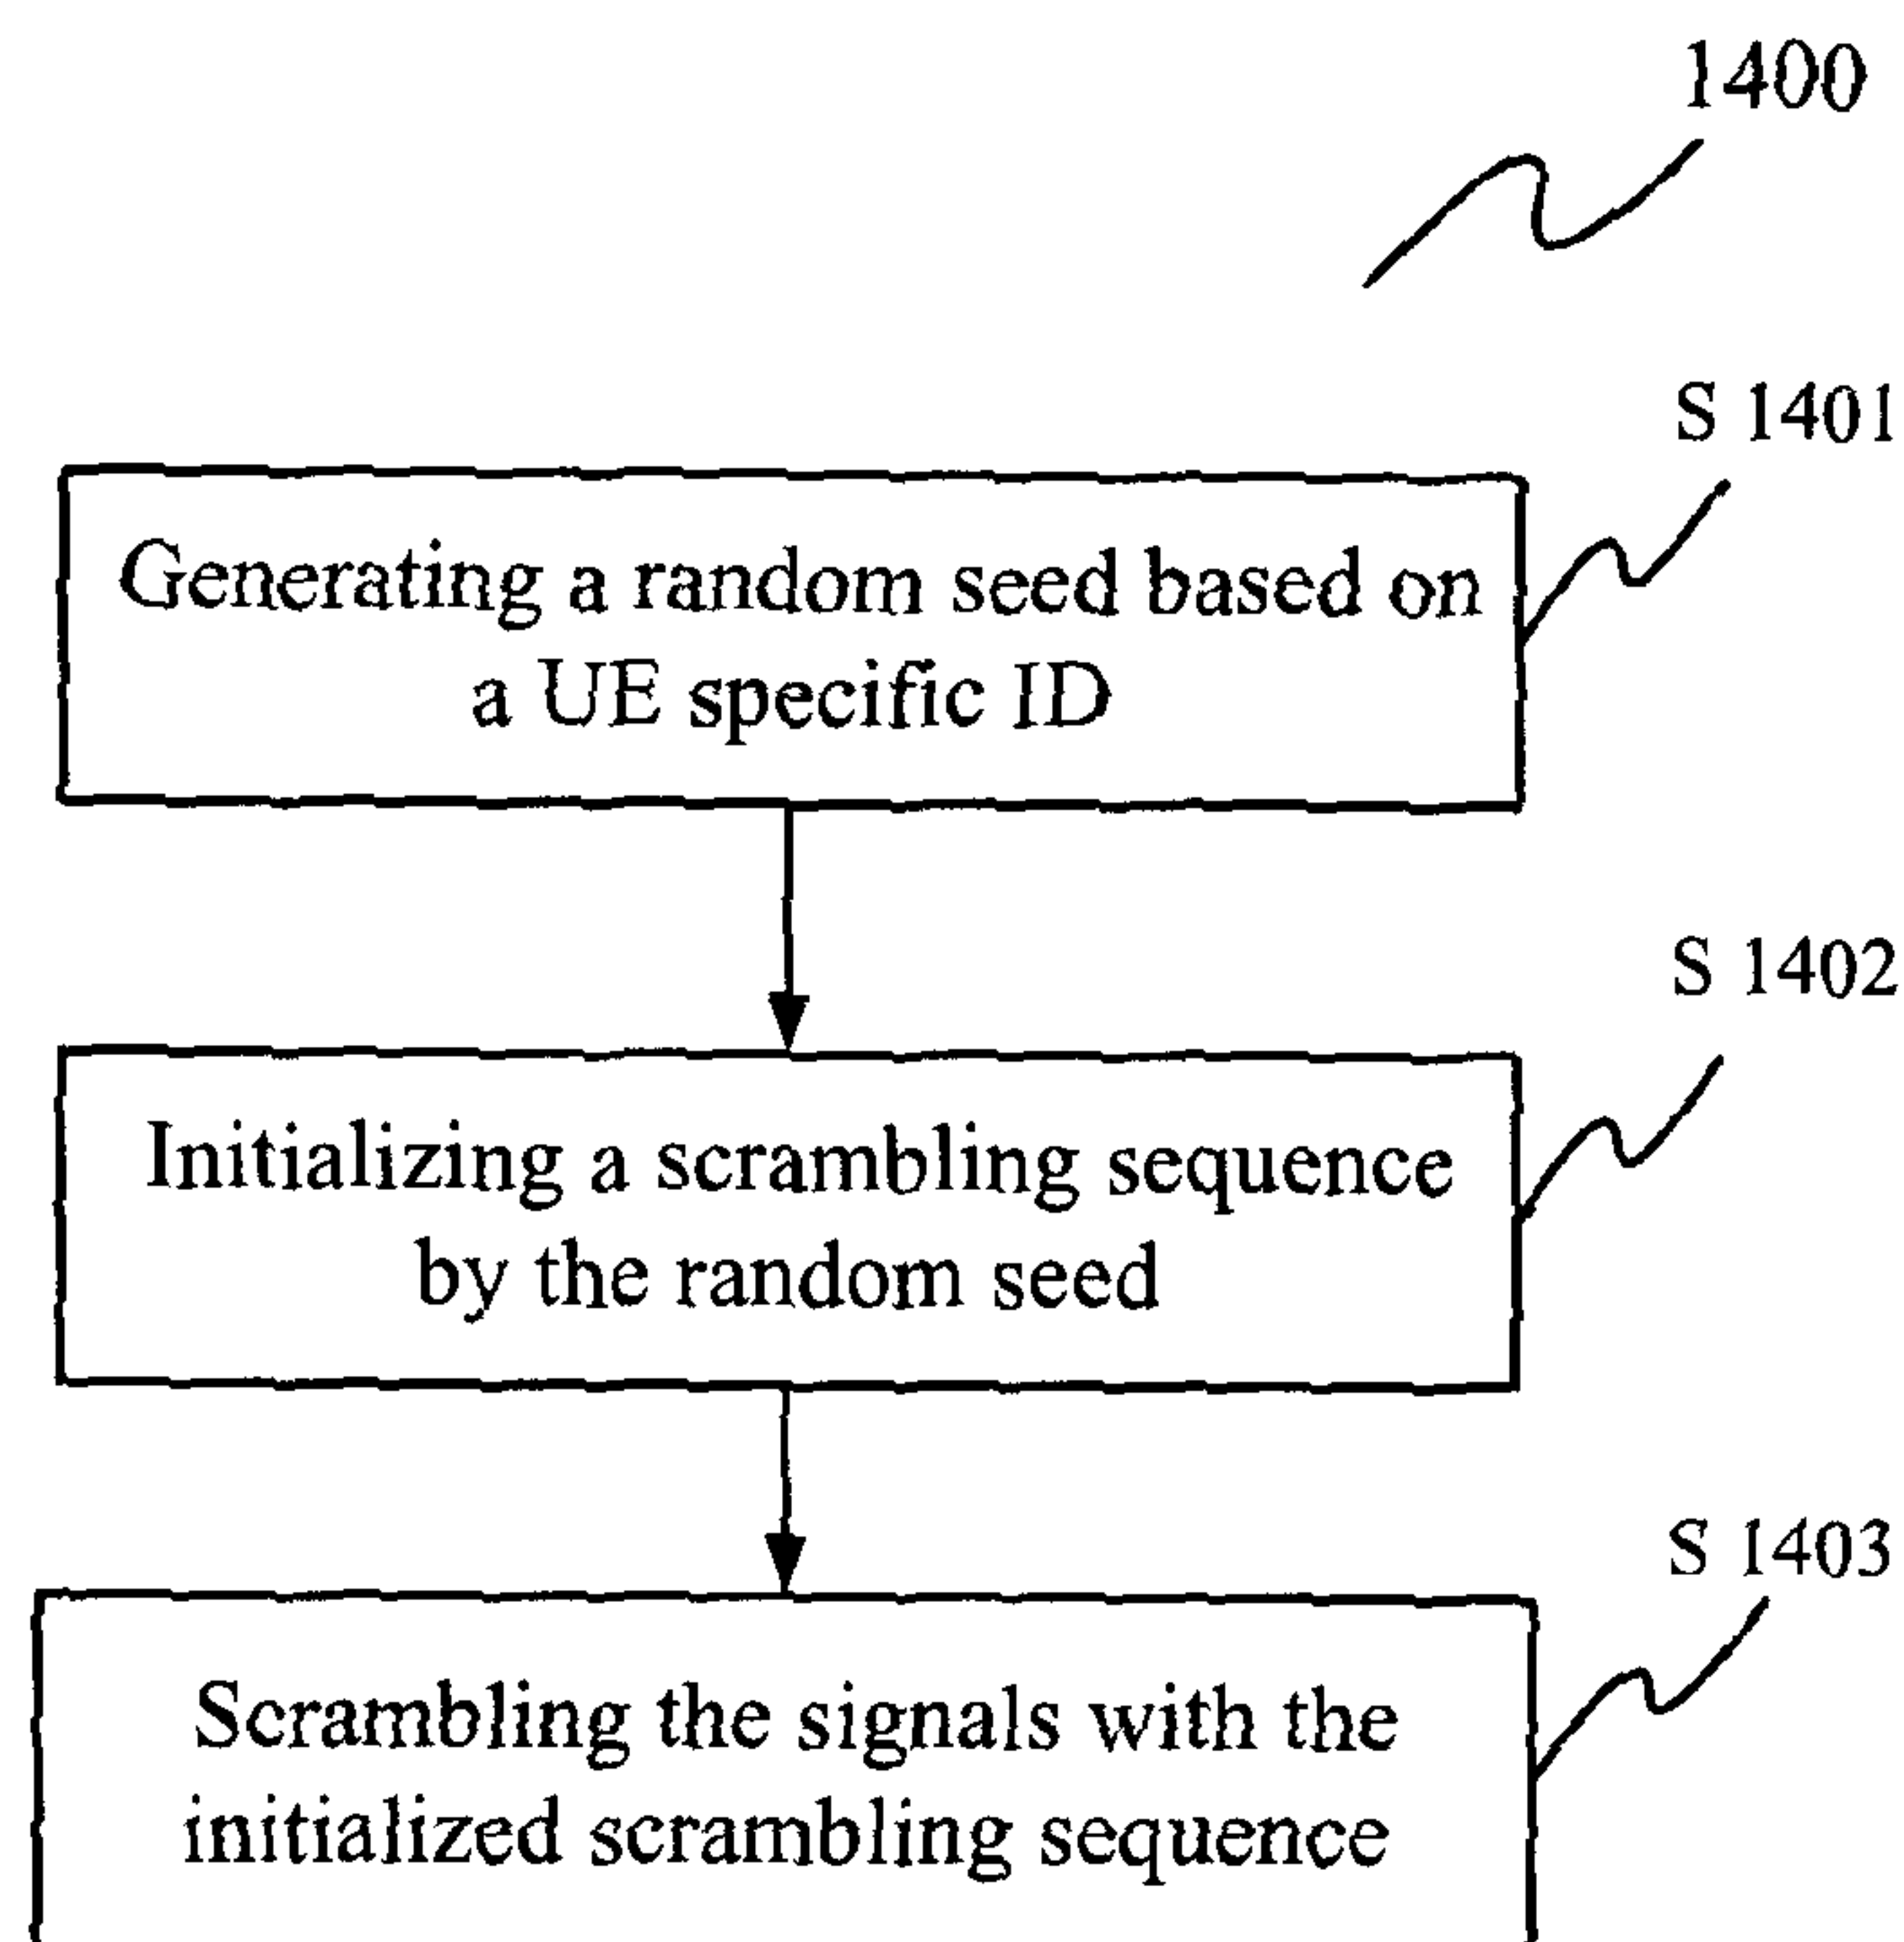 1400
S 1401
Generating a random seed based on
a UE specific ID
S 1402
Initializing a scrambling sequence
by the random seed
S 1403
Scrambling the signals with the
initialized scrambling sequence